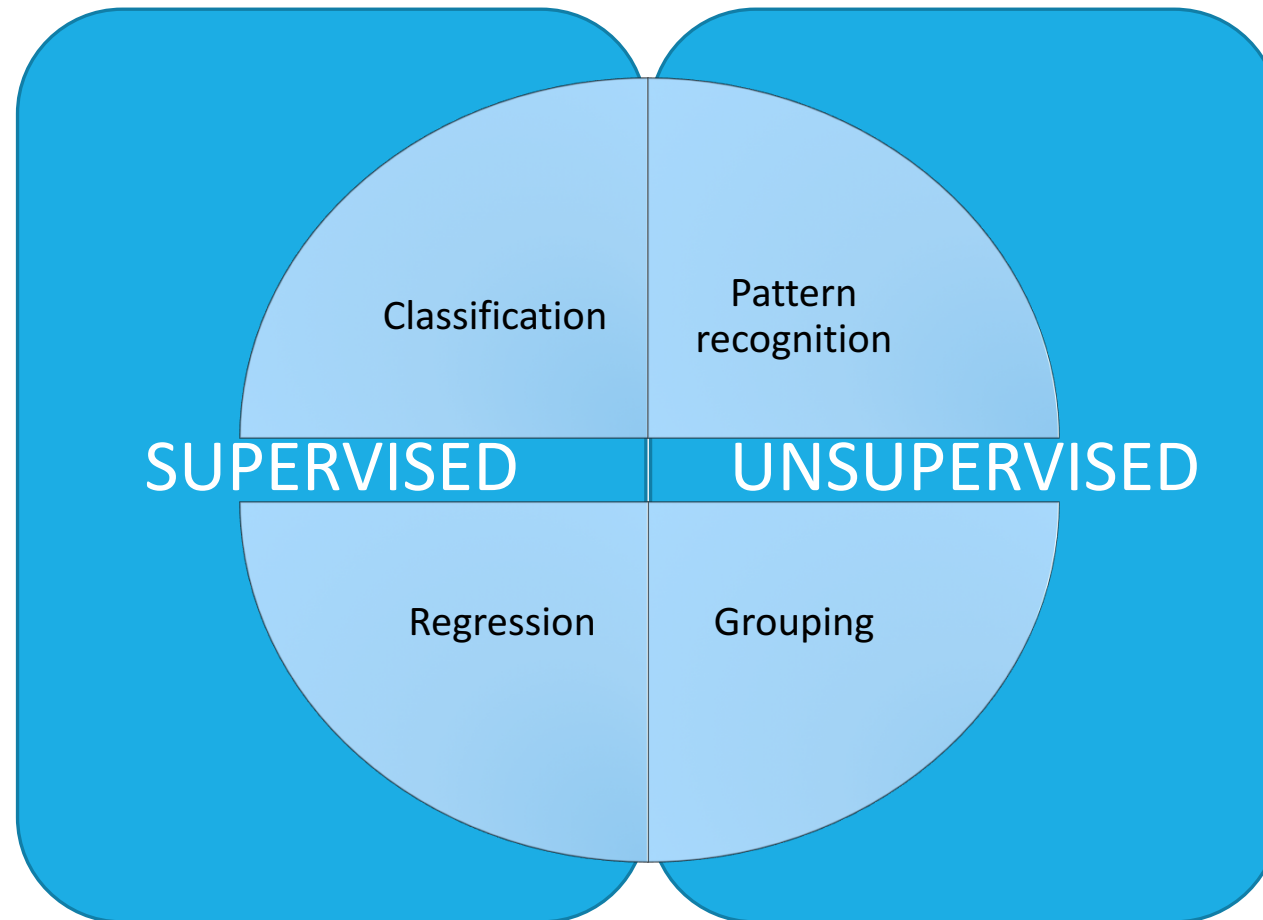 Classification
Pattern
recognition
SUPERVISED
UNSUPERVISED
Regression
Grouping